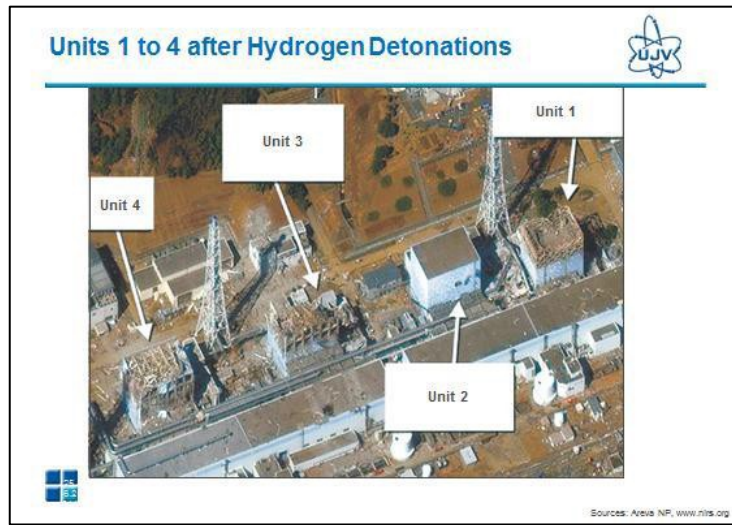 Units 1 to 4 after Hydrogen Detonations
UJV
Unit 1
Unit 3
Unit 4
Unit 2
Sources: Areva NP, www.nirs.org